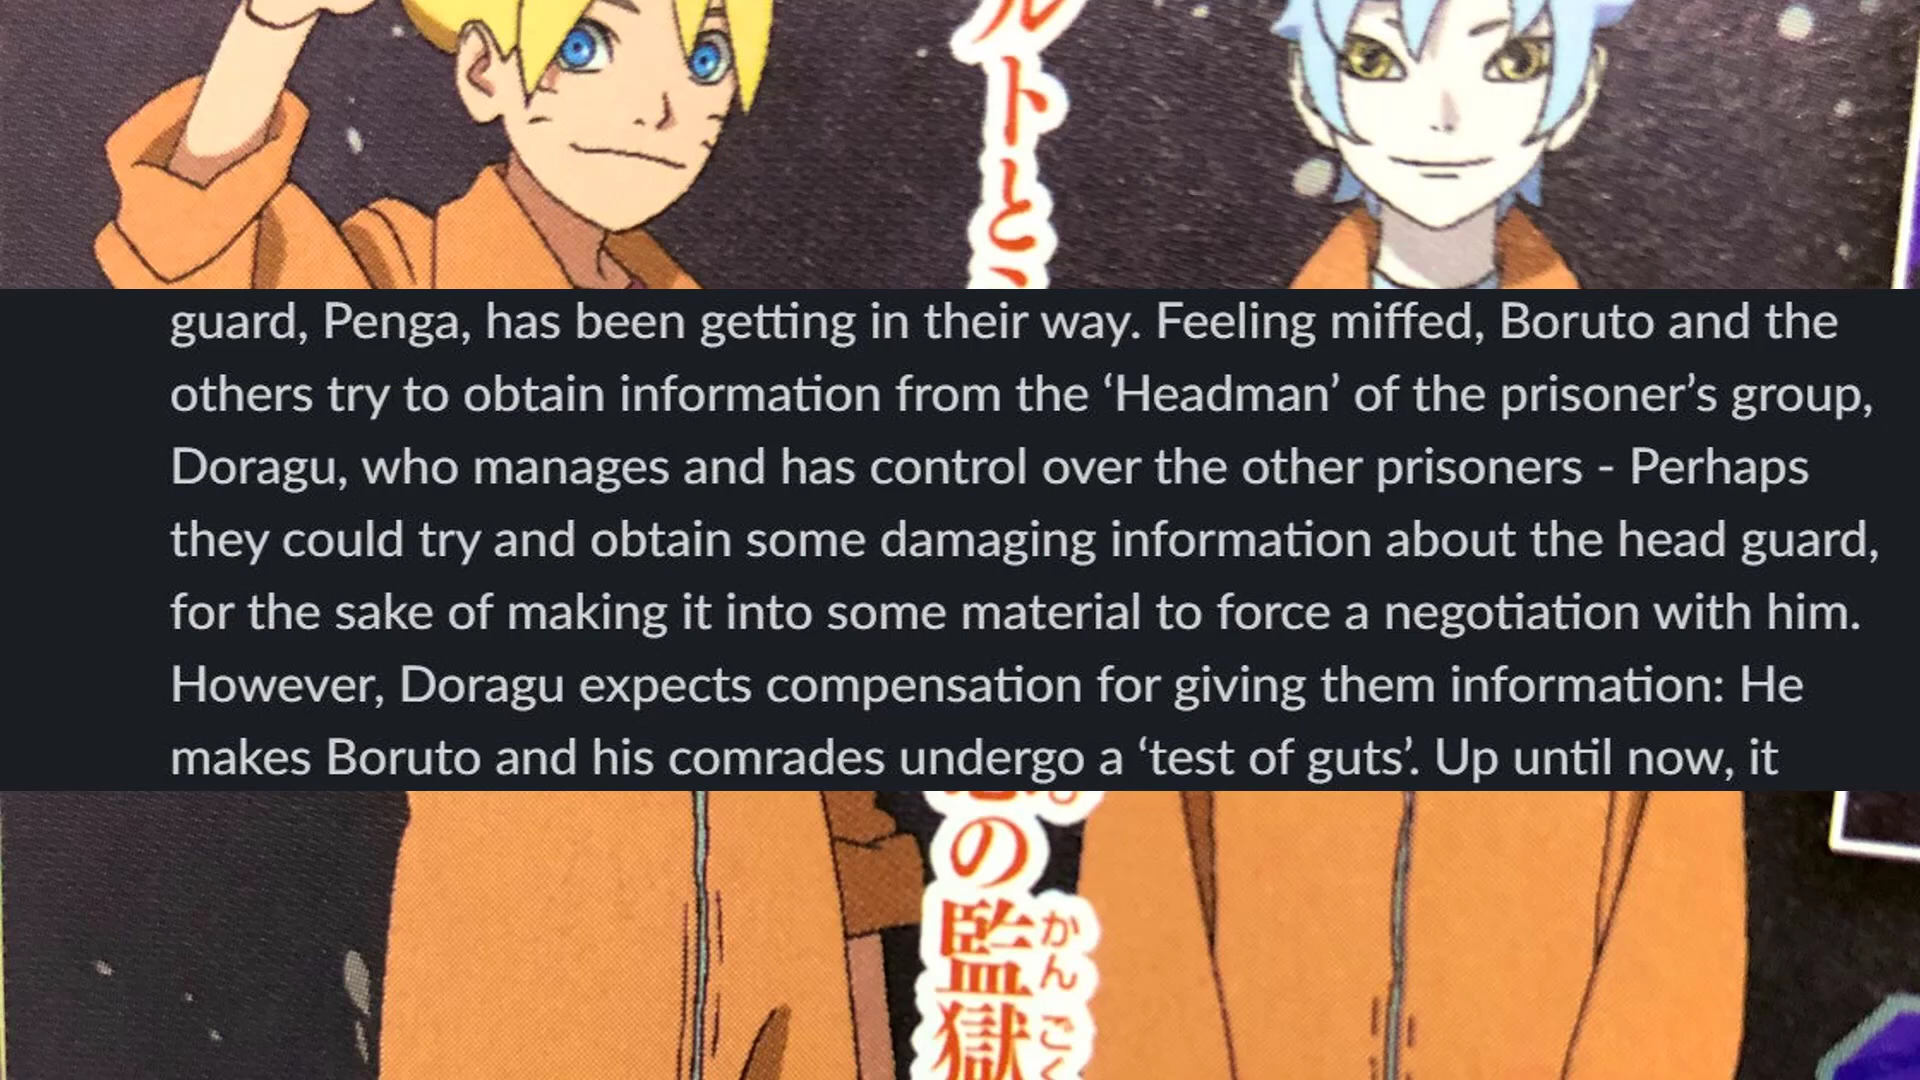 ルトとミ
guard, Penga, has been getting in their way. Feeling miffed, Boruto and the
others try to obtain information from the ‘Headman’ of the prisoner’s group,
Doragu, who manages and has control over the other prisoners - Perhaps
they could try and obtain some damaging information about the head guard,
for the sake of making it into some material to force a negotiation with him.
However, Doragu expects compensation for giving them information: He
makes Boruto and his comrades undergo a ‘test of guts’. Up until now, it
の監獄
かんごく